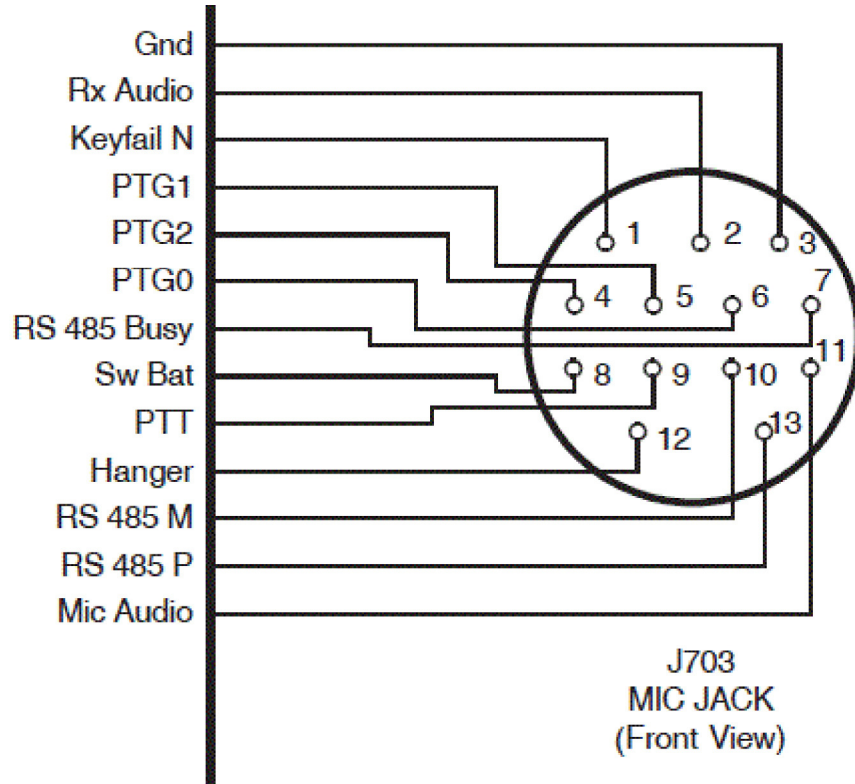 Gnd
Rx Audio
Keyfail N
PTG1
PTG2
PTG0
RS 485 Busy
Sw Bat
PTT
Hanger
RS 485 M
RS 485 P
Mic Audio
1 2 3
4 5 6 7
8 9 10 11
12 13
J703
MIC JACK
(Front View)